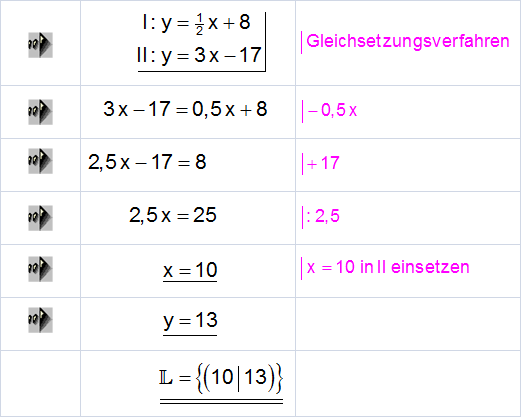 I: y = ½ x + 8
II: y = 3x − 17
|Gleichsetzungsverfahren
3x − 17 = 0,5x + 8 |− 0,5x
2,5x − 17 = 8 |+ 17
2,5x = 25 |: 2,5
x = 10 |x = 10 in II einsetzen
y = 13
𝕃 = {(10|13)}